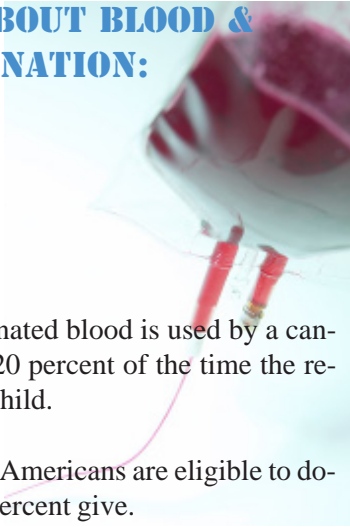 BOUT BLOOD &
NATION:
nated blood is used by a can-
20 percent of the time the re-
hild.
Americans are eligible to do-
ercent give.